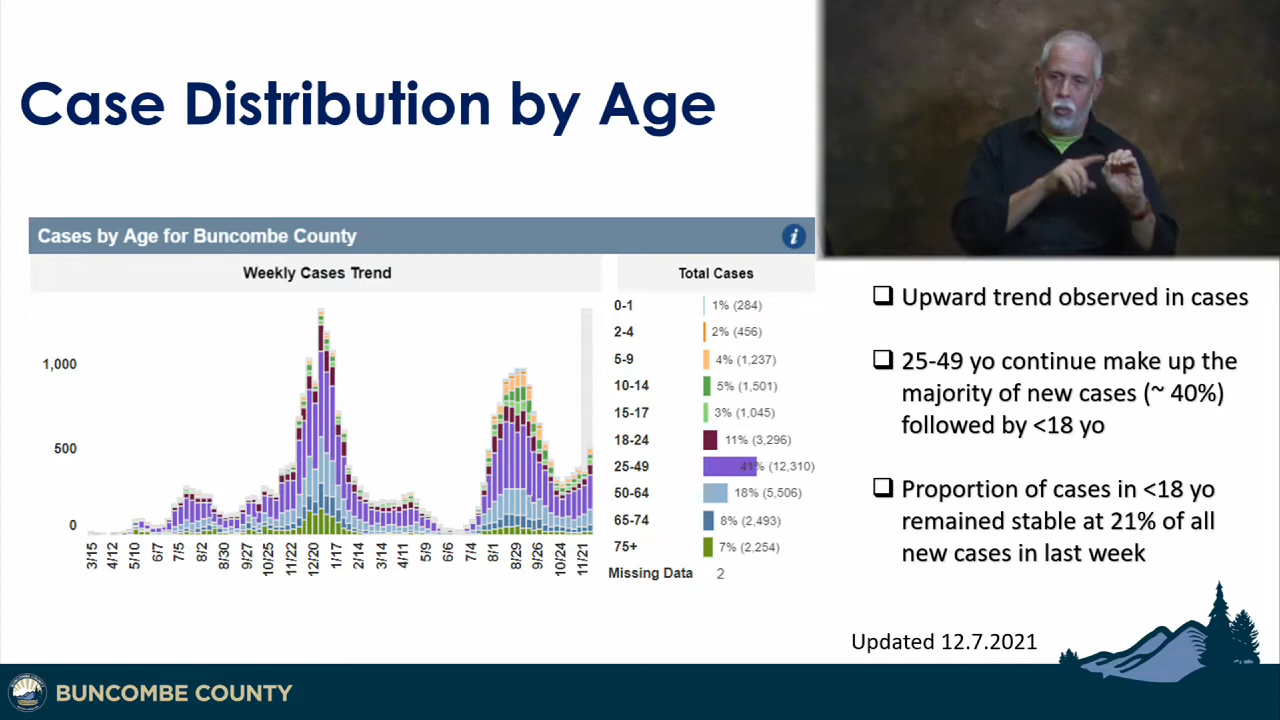 Case Distribution by Age
Cases by Age for Buncombe County
i
Weekly Cases Trend
Total Cases
1,000
500
0
3/15 4/12 5/10 6/7 7/5 8/2 8/30 9/27 10/25 11/22 12/20 1/17 2/14 3/14 4/11 5/9 6/6 7/4 8/1 8/29 9/26 10/24 11/21
0-1 1% (284)
2-4 2% (456)
5-9 4% (1,237)
10-14 5% (1,501)
15-17 3% (1,045)
18-24 11% (3,296)
25-49 41% (12,310)
50-64 18% (5,506)
65-74 8% (2,493)
75+ 7% (2,254)
Missing Data 2
Upward trend observed in cases
25-49 yo continue make up the
majority of new cases (~ 40%)
followed by <18 yo
Proportion of cases in <18 yo
remained stable at 21% of all
new cases in last week
Updated 12.7.2021
BUNCOMBE COUNTY